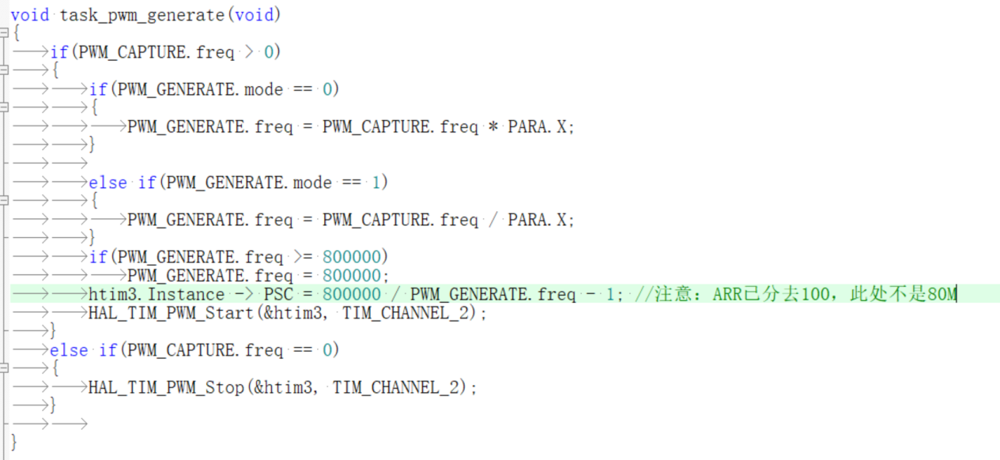 void task_pwm_generate(void)
{
if(PWM_CAPTURE.freq > 0)
{
if(PWM_GENERATE.mode == 0)
{
PWM_GENERATE.freq = PWM_CAPTURE.freq * PARA.X;
}
else if(PWM_GENERATE.mode == 1)
{
PWM_GENERATE.freq = PWM_CAPTURE.freq / PARA.X;
}
if(PWM_GENERATE.freq >= 800000)
PWM_GENERATE.freq = 800000;
htim3.Instance -> PSC = 800000 / PWM_GENERATE.freq - 1; //注意：ARR已分去100，此处不是80M
HAL_TIM_PWM_Start(&htim3, TIM_CHANNEL_2);
}
else if(PWM_CAPTURE.freq == 0)
{
HAL_TIM_PWM_Stop(&htim3, TIM_CHANNEL_2);
}
}